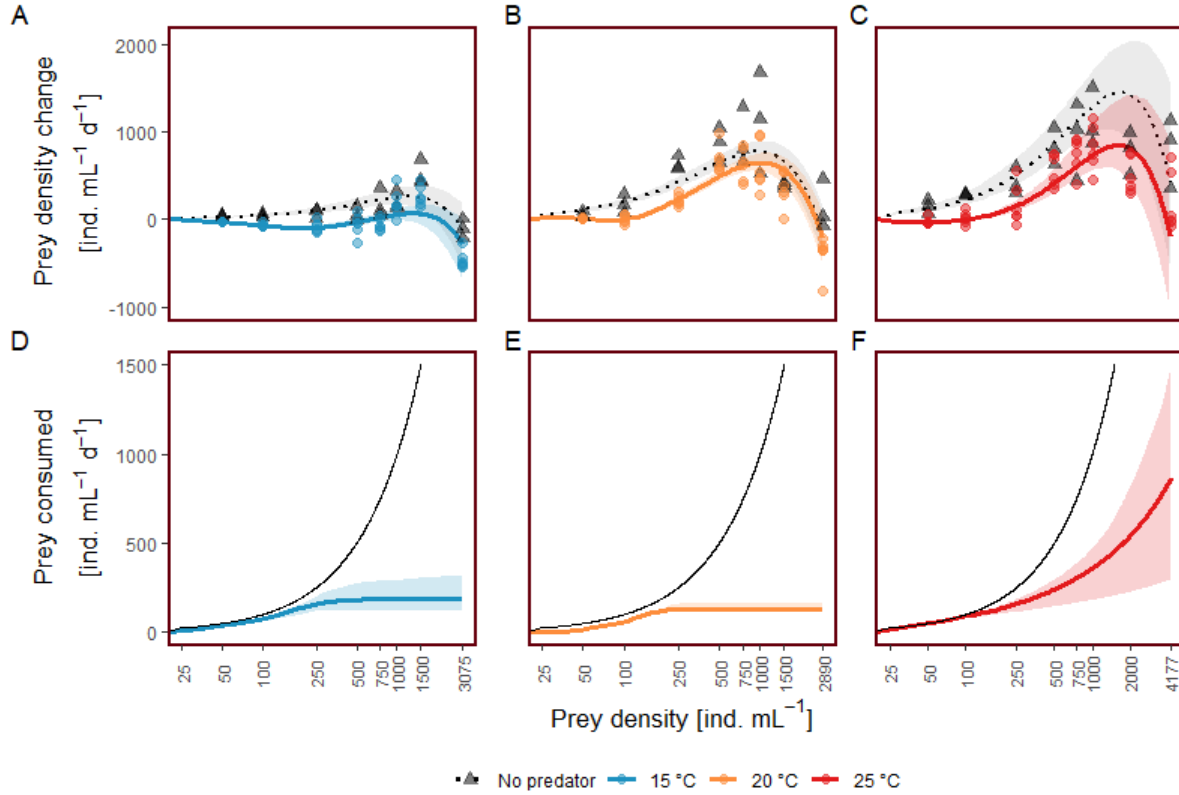 A
B
C
Prey density change
[ind. mL⁻¹ d⁻¹]
2000
1000
0
-1000
D
E
F
Prey consumed
[ind. mL⁻¹ d⁻¹]
1500
1000
500
0
25 50 100 250 500 750 1000 1500 3075
25 50 100 250 500 750 1000 1500 2890
25 50 100 250 500 750 1000 2000 4177
Prey density [ind. mL⁻¹]
No predator 15 °C 20 °C 25 °C